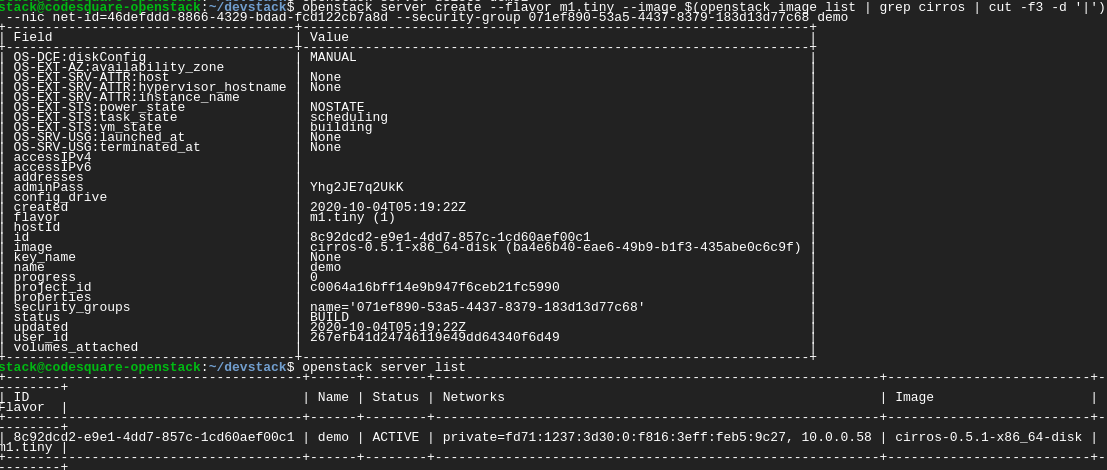 stack@codesquare-openstack:~/devstack$ openstack server create --flavor m1.tiny --image $(openstack image list | grep cirros | cut -f3 -d '|')
 --nic net-id=46defddd-8866-4329-bdad-fcd122cb7a8d --security-group 071ef890-53a5-4437-8379-183d13d77c68 demo
+-------------------------------------+----------------------------------------------------------------+
| Field                               | Value                                                          |
+-------------------------------------+----------------------------------------------------------------+
| OS-DCF:diskConfig                   | MANUAL                                                         |
| OS-EXT-AZ:availability_zone         |                                                                |
| OS-EXT-SRV-ATTR:host                | None                                                           |
| OS-EXT-SRV-ATTR:hypervisor_hostname | None                                                           |
| OS-EXT-SRV-ATTR:instance_name       |                                                                |
| OS-EXT-STS:power_state              | NOSTATE                                                        |
| OS-EXT-STS:task_state               | scheduling                                                     |
| OS-EXT-STS:vm_state                 | building                                                       |
| OS-SRV-USG:launched_at              | None                                                           |
| OS-SRV-USG:terminated_at            | None                                                           |
| accessIPv4                          |                                                                |
| accessIPv6                          |                                                                |
| addresses                           |                                                                |
| adminPass                           | Yhg2JE7q2UkK                                                   |
| config_drive                        |                                                                |
| created                             | 2020-10-04T05:19:22Z                                           |
| flavor                              | m1.tiny (1)                                                    |
| hostId                              |                                                                |
| id                                  | 8c92dcd2-e9e1-4dd7-857c-1cd60aef00c1                           |
| image                               | cirros-0.5.1-x86_64-disk (ba4e6b40-eae6-49b9-b1f3-435abe0c6c9f) |
| key_name                            | None                                                           |
| name                                | demo                                                           |
| progress                            | 0                                                              |
| project_id                          | c0064a16bff14e9b947f6ceb21fc5990                               |
| properties                          |                                                                |
| security_groups                     | name='071ef890-53a5-4437-8379-183d13d77c68'                    |
| status                              | BUILD                                                          |
| updated                             | 2020-10-04T05:19:22Z                                           |
| user_id                             | 267efb41d24746119e49dd64340f6d49                               |
| volumes_attached                    |                                                                |
+-------------------------------------+----------------------------------------------------------------+
stack@codesquare-openstack:~/devstack$ openstack server list
+--------------------------------------+------+--------+--------------------------------------------------------+--------------------------+-
--------+
| ID                                   | Name | Status | Networks                                               | Image                    |
Flavor  |
+--------------------------------------+------+--------+--------------------------------------------------------+--------------------------+-
--------+
| 8c92dcd2-e9e1-4dd7-857c-1cd60aef00c1 | demo | ACTIVE | private=fd71:1237:3d30:0:f816:3eff:feb5:9c27, 10.0.0.58 | cirros-0.5.1-x86_64-disk |
m1.tiny |
+--------------------------------------+------+--------+--------------------------------------------------------+--------------------------+-
--------+